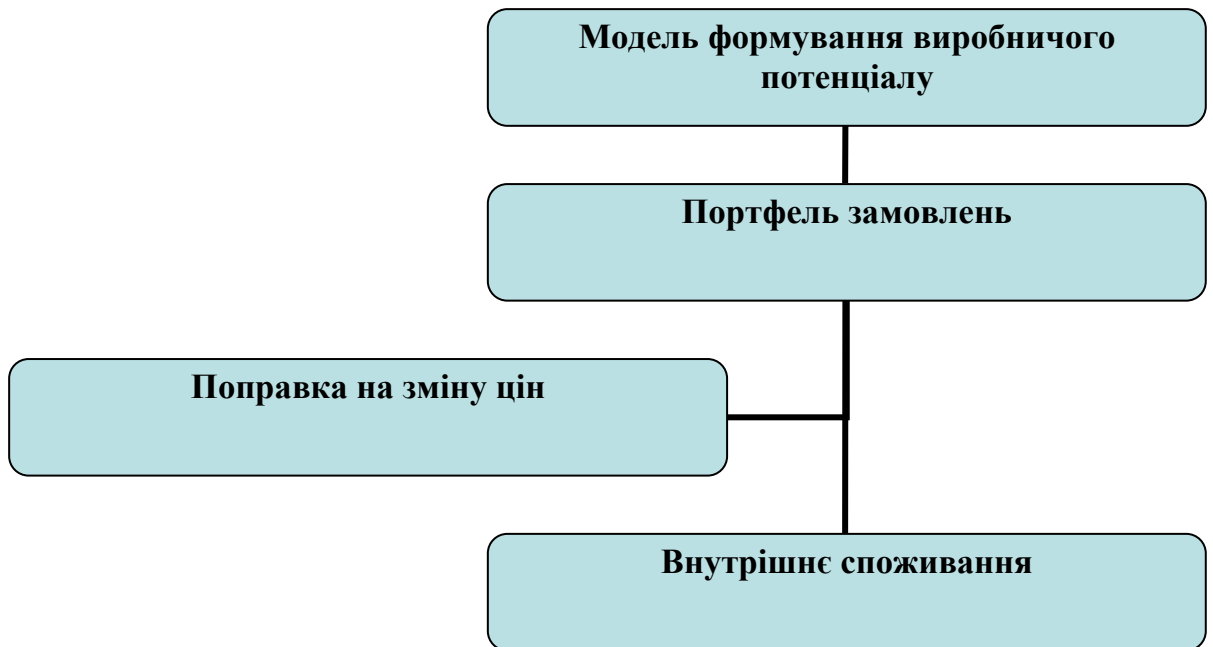 Модель формування виробничого
потенціалу
Портфель замовлень
Поправка на зміну цін
Внутрішнє споживання